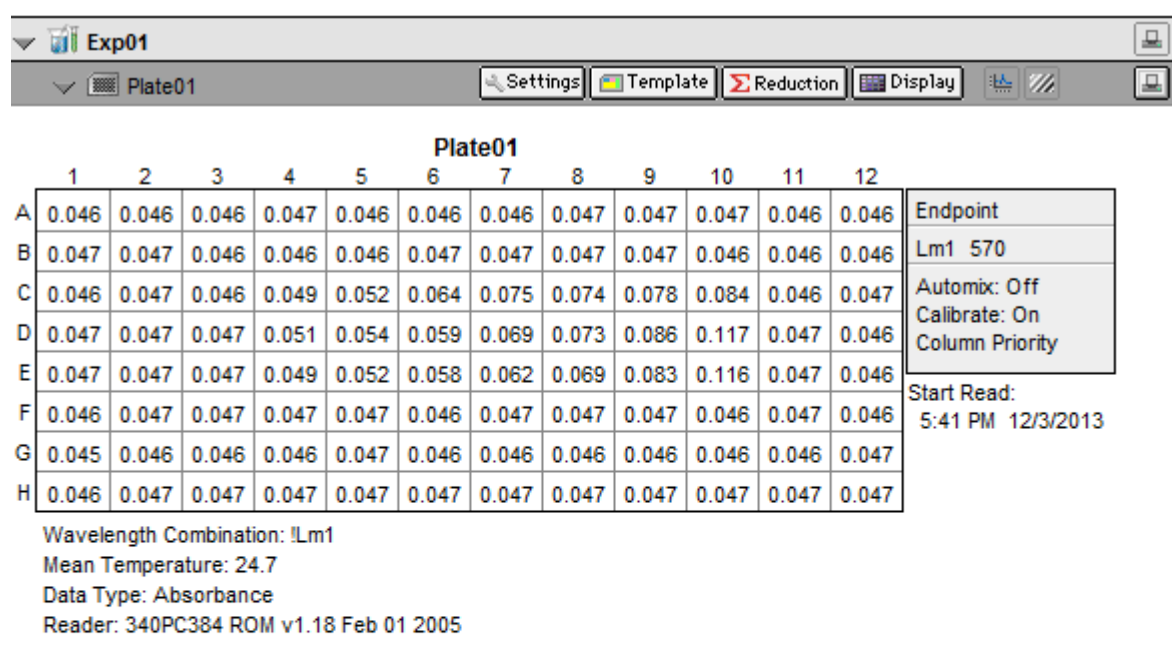 Exp01
Plate01 Settings Template Reduction Display
Plate01
1 2 3 4 5 6 7 8 9 10 11 12
A 0.046 0.046 0.046 0.047 0.046 0.046 0.046 0.047 0.047 0.047 0.046 0.046
B 0.047 0.047 0.046 0.046 0.046 0.047 0.047 0.047 0.047 0.046 0.046 0.046
C 0.046 0.047 0.046 0.049 0.052 0.064 0.075 0.074 0.078 0.084 0.046 0.047
D 0.047 0.047 0.047 0.051 0.054 0.059 0.069 0.073 0.086 0.117 0.047 0.046
E 0.047 0.047 0.047 0.049 0.052 0.058 0.062 0.069 0.083 0.116 0.047 0.046
F 0.046 0.047 0.047 0.047 0.047 0.046 0.047 0.047 0.046 0.047 0.047 0.046
G 0.045 0.046 0.046 0.046 0.047 0.046 0.046 0.046 0.046 0.046 0.046 0.047
H 0.046 0.047 0.047 0.047 0.047 0.047 0.047 0.047 0.047 0.047 0.047 0.047
Endpoint
Lm1 570
Automix: Off
Calibrate: On
Column Priority
Start Read:
5:41 PM 12/3/2013
Wavelength Combination: !Lm1
Mean Temperature: 24.7
Data Type: Absorbance
Reader: 340PC384 ROM v1.18 Feb 01 2005